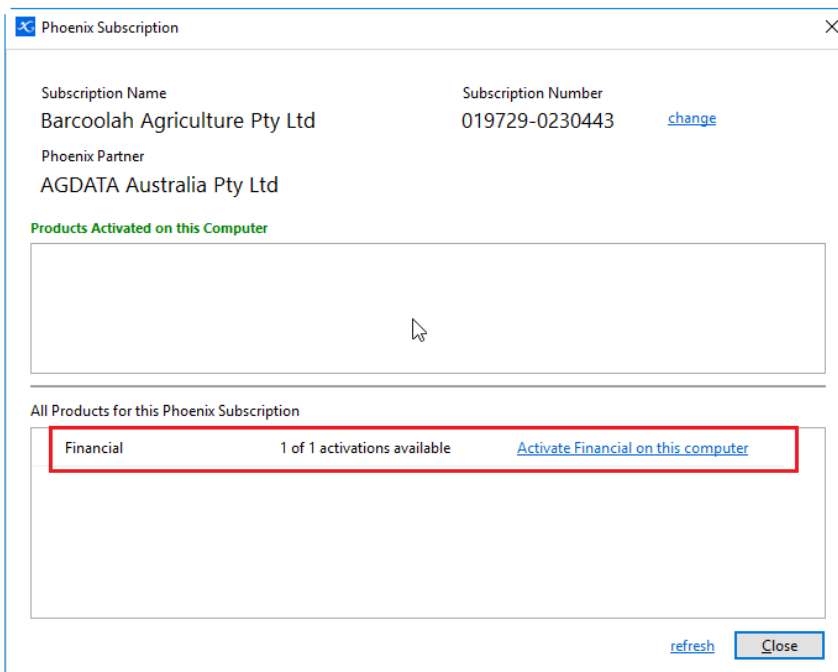 Phoenix Subscription
Subscription Name
Subscription Number
Barcoolah Agriculture Pty Ltd
019729-0230443
change
Phoenix Partner
AGDATA Australia Pty Ltd
Products Activated on this Computer
All Products for this Phoenix Subscription
Financial 1 of 1 activations available Activate Financial on this computer
refresh
Close